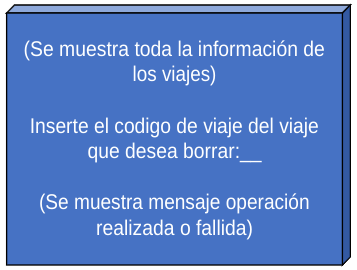 (Se muestra toda la información de
los viajes)
Inserte el codigo de viaje del viaje
que desea borrar:__
(Se muestra mensaje operación
realizada o fallida)